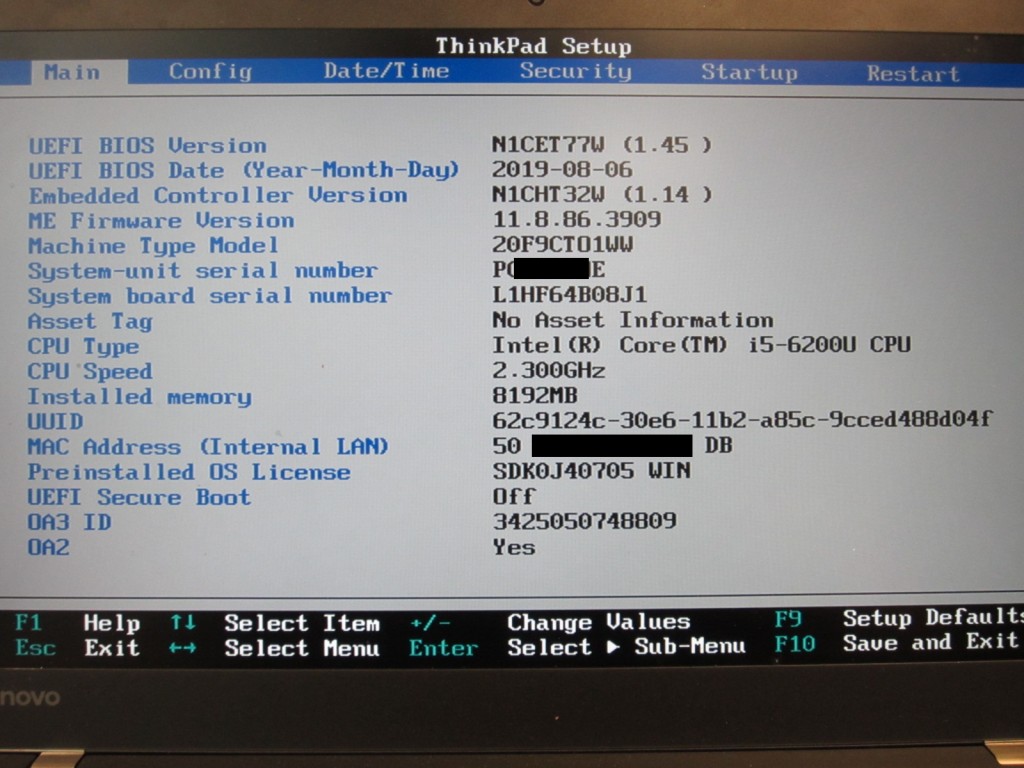 ThinkPad Setup
Main Config Date/Time Security Startup Restart
UEFI BIOS Version N1CET77W (1.45 )
UEFI BIOS Date (Year-Month-Day) 2019-08-06
Embedded Controller Version N1CHT32W (1.14 )
ME Firmware Version 11.8.86.3909
Machine Type Model 20F9CTO1WW
System-unit serial number PC E
System board serial number L1HF64B08J1
Asset Tag No Asset Information
CPU Type Intel(R) Core(TM) i5-6200U CPU
CPU Speed 2.300GHz
Installed memory 8192MB
UUID 62c9124c-30e6-11b2-a85c-9cced488d04f
MAC Address (Internal LAN) 50 DB
Preinstalled OS License SDK0J40705 WIN
UEFI Secure Boot Off
OA3 ID 3425050748809
OA2 Yes
F1 Help ↑↓ Select Item +/- Change Values F9 Setup Defaults
Esc Exit ←→ Select Menu Enter Select ▶ Sub-Menu F10 Save and Exit
novo